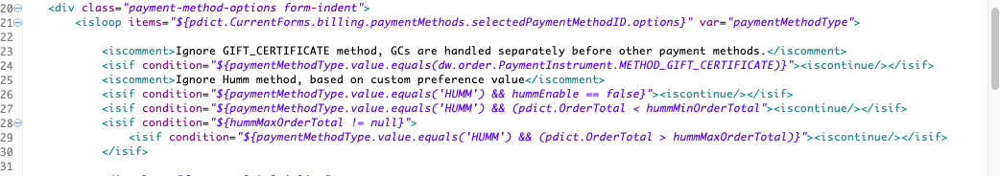 20 <div class="payment-method-options form-indent">
21 <isloop items="${pdict.CurrentForms.billing.paymentMethods.selectedPaymentMethodID.options}" var="paymentMethodType">
22
23 <iscomment>Ignore GIFT_CERTIFICATE method, GCs are handled separately before other payment methods.</iscomment>
24 <isif condition="${paymentMethodType.value.equals(dw.order.PaymentInstrument.METHOD_GIFT_CERTIFICATE)}"><iscontinue/></isif>
25 <iscomment>Ignore Humm method, based on custom preference value</iscomment>
26 <isif condition="${paymentMethodType.value.equals('HUMM') && hummEnable == false}"><iscontinue/></isif>
27 <isif condition="${paymentMethodType.value.equals('HUMM') && (pdict.OrderTotal < hummMinOrderTotal"><iscontinue/></isif>
28 <isif condition="${hummMaxOrderTotal != null}">
29 <isif condition="${paymentMethodType.value.equals('HUMM') && (pdict.OrderTotal > hummMaxOrderTotal)}"><iscontinue/></isif>
30 </isif>
31